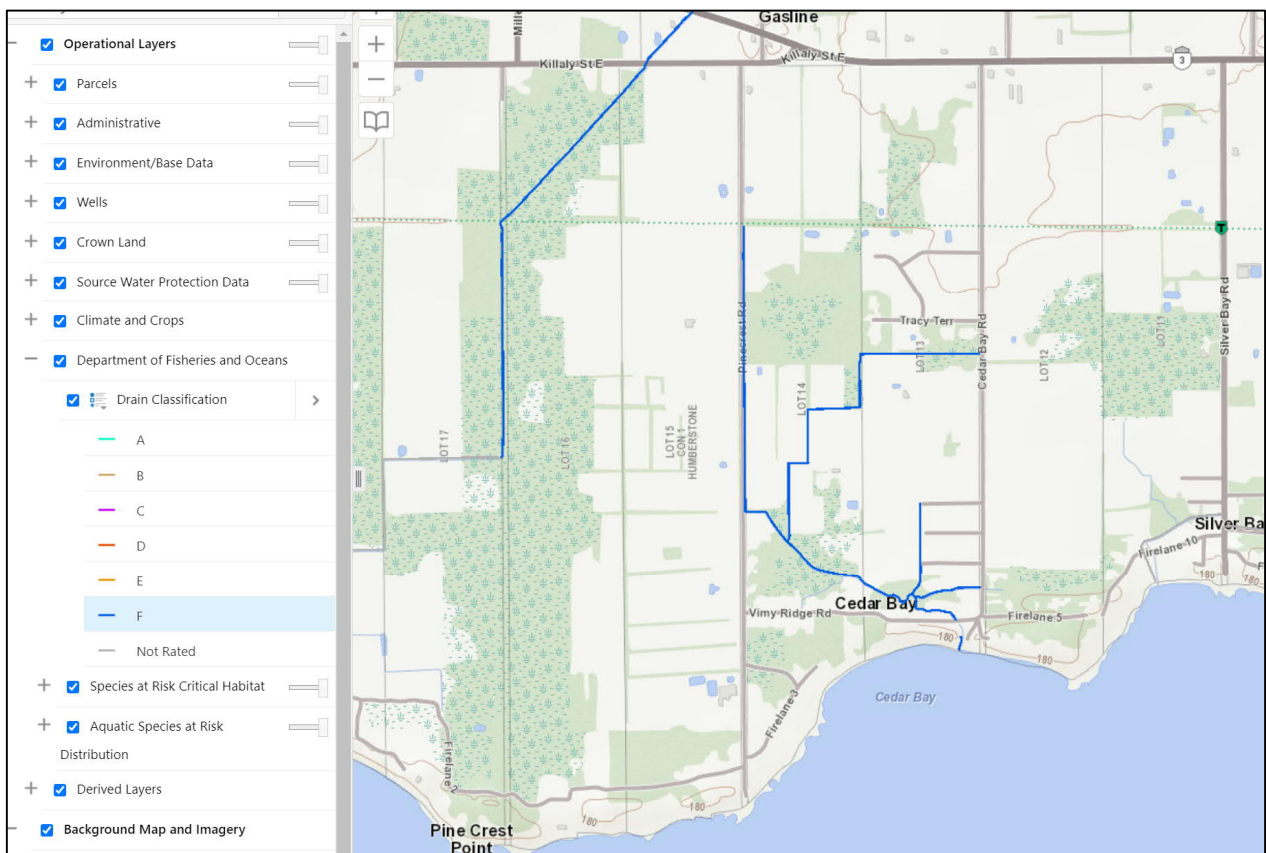 Operational Layers
Parcels
Administrative
Environment/Base Data
Wells
Crown Land
Source Water Protection Data
Climate and Crops
Department of Fisheries and Oceans
Drain Classification
A
B
C
D
E
F
Not Rated
Species at Risk Critical Habitat
Aquatic Species at Risk
Distribution
Derived Layers
Background Map and Imagery
Gasline
Killaly St E
Killaly St E
3
T
Tracy Terr
Pinecrest Rd
Cedar Bay Rd
Silver Bay Rd
LOT 11
LOT 12
LOT 13
LOT 14
LOT 15
CON 1
HUMBERSTONE
LOT 16
LOT 17
Silver Ba
Firelane 10
180
180
Cedar Bay
Vimy Ridge Rd
Firelane 5
180
180
Cedar Bay
Firelane 3
Firelane 2
180
180
Pine Crest
Point